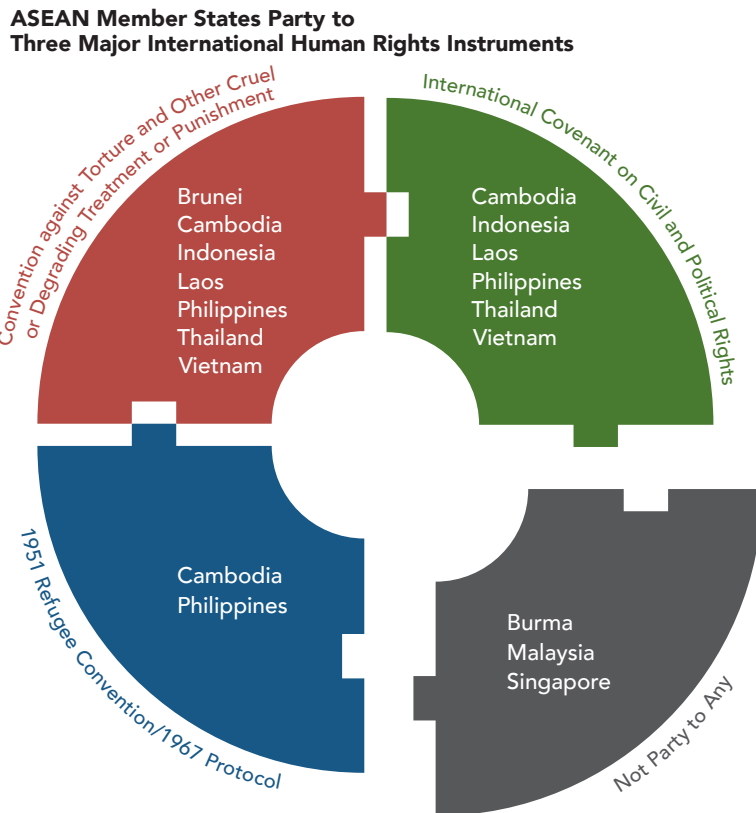 ASEAN Member States Party to
Three Major International Human Rights Instruments
Convention against Torture and Other Cruel
or Degrading Treatment or Punishment
Brunei
Cambodia
Indonesia
Laos
Philippines
Thailand
Vietnam
International Covenant on Civil and Political Rights
Cambodia
Indonesia
Laos
Philippines
Thailand
Vietnam
1951 Refugee Convention/1967 Protocol
Cambodia
Philippines
Burma
Malaysia
Singapore
Not Party to Any